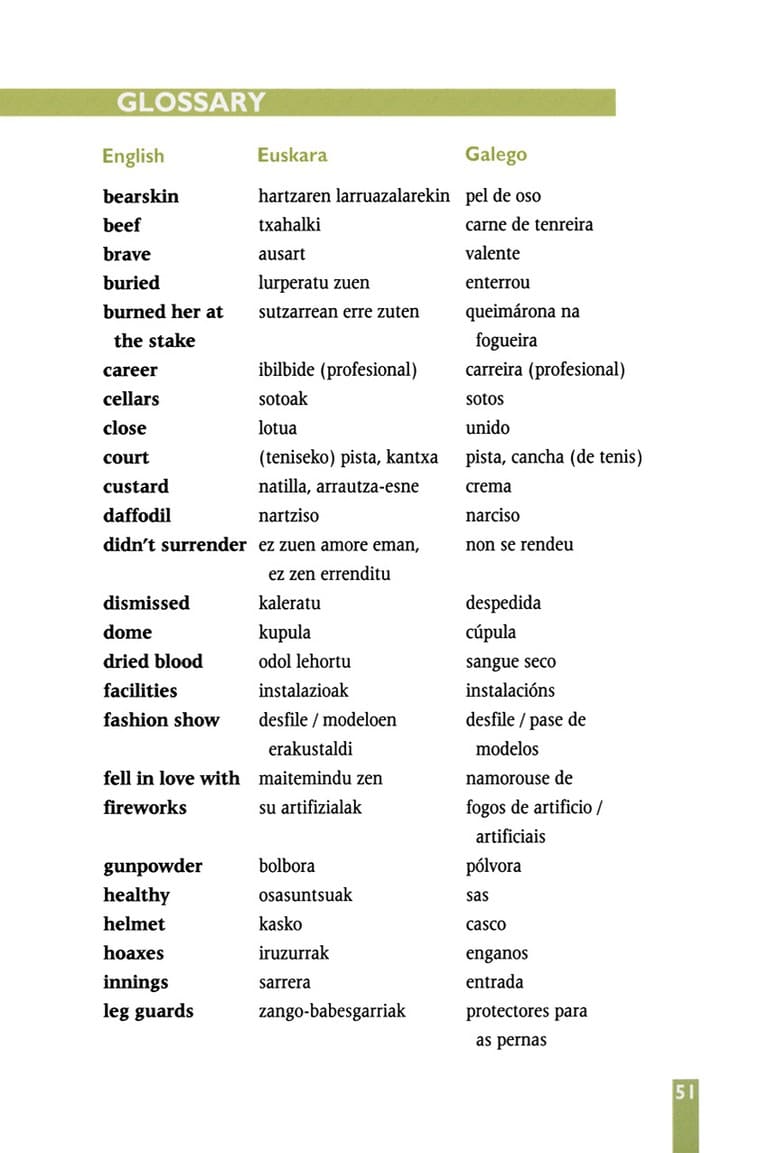 GLOSSARY
English Euskara Galego
bearskin hartzaren larruazalarekin pel de oso
beef txahalki carne de tenreira
brave ausart valente
buried lurperatu zuen enterrou
burned her at sutzarrean erre zuten queimárona na
the stake fogueira
career ibilbide (profesional) carreira (profesional)
cellars sotoak sotos
close lotua unido
court (teniseko) pista, kantxa pista, cancha (de tenis)
custard natilla, arrautza-esne crema
daffodil nartziso narciso
didn't surrender ez zuen amore eman, non se rendeu
ez zen errenditu
dismissed kaleratu despedida
dome kupula cúpula
dried blood odol lehortu sangue seco
facilities instalazioak instalacións
fashion show desfile / modeloen desfile / pase de
erakustaldi modelos
fell in love with maitemindu zen namorouse de
fireworks su artifizialak fogos de artificio /
artificiais
gunpowder bolbora pólvora
healthy osasuntsuak sas
helmet kasko casco
hoaxes iruzurrak enganos
innings sarrera entrada
leg guards zango-babesgarriak protectores para
as pernas
51